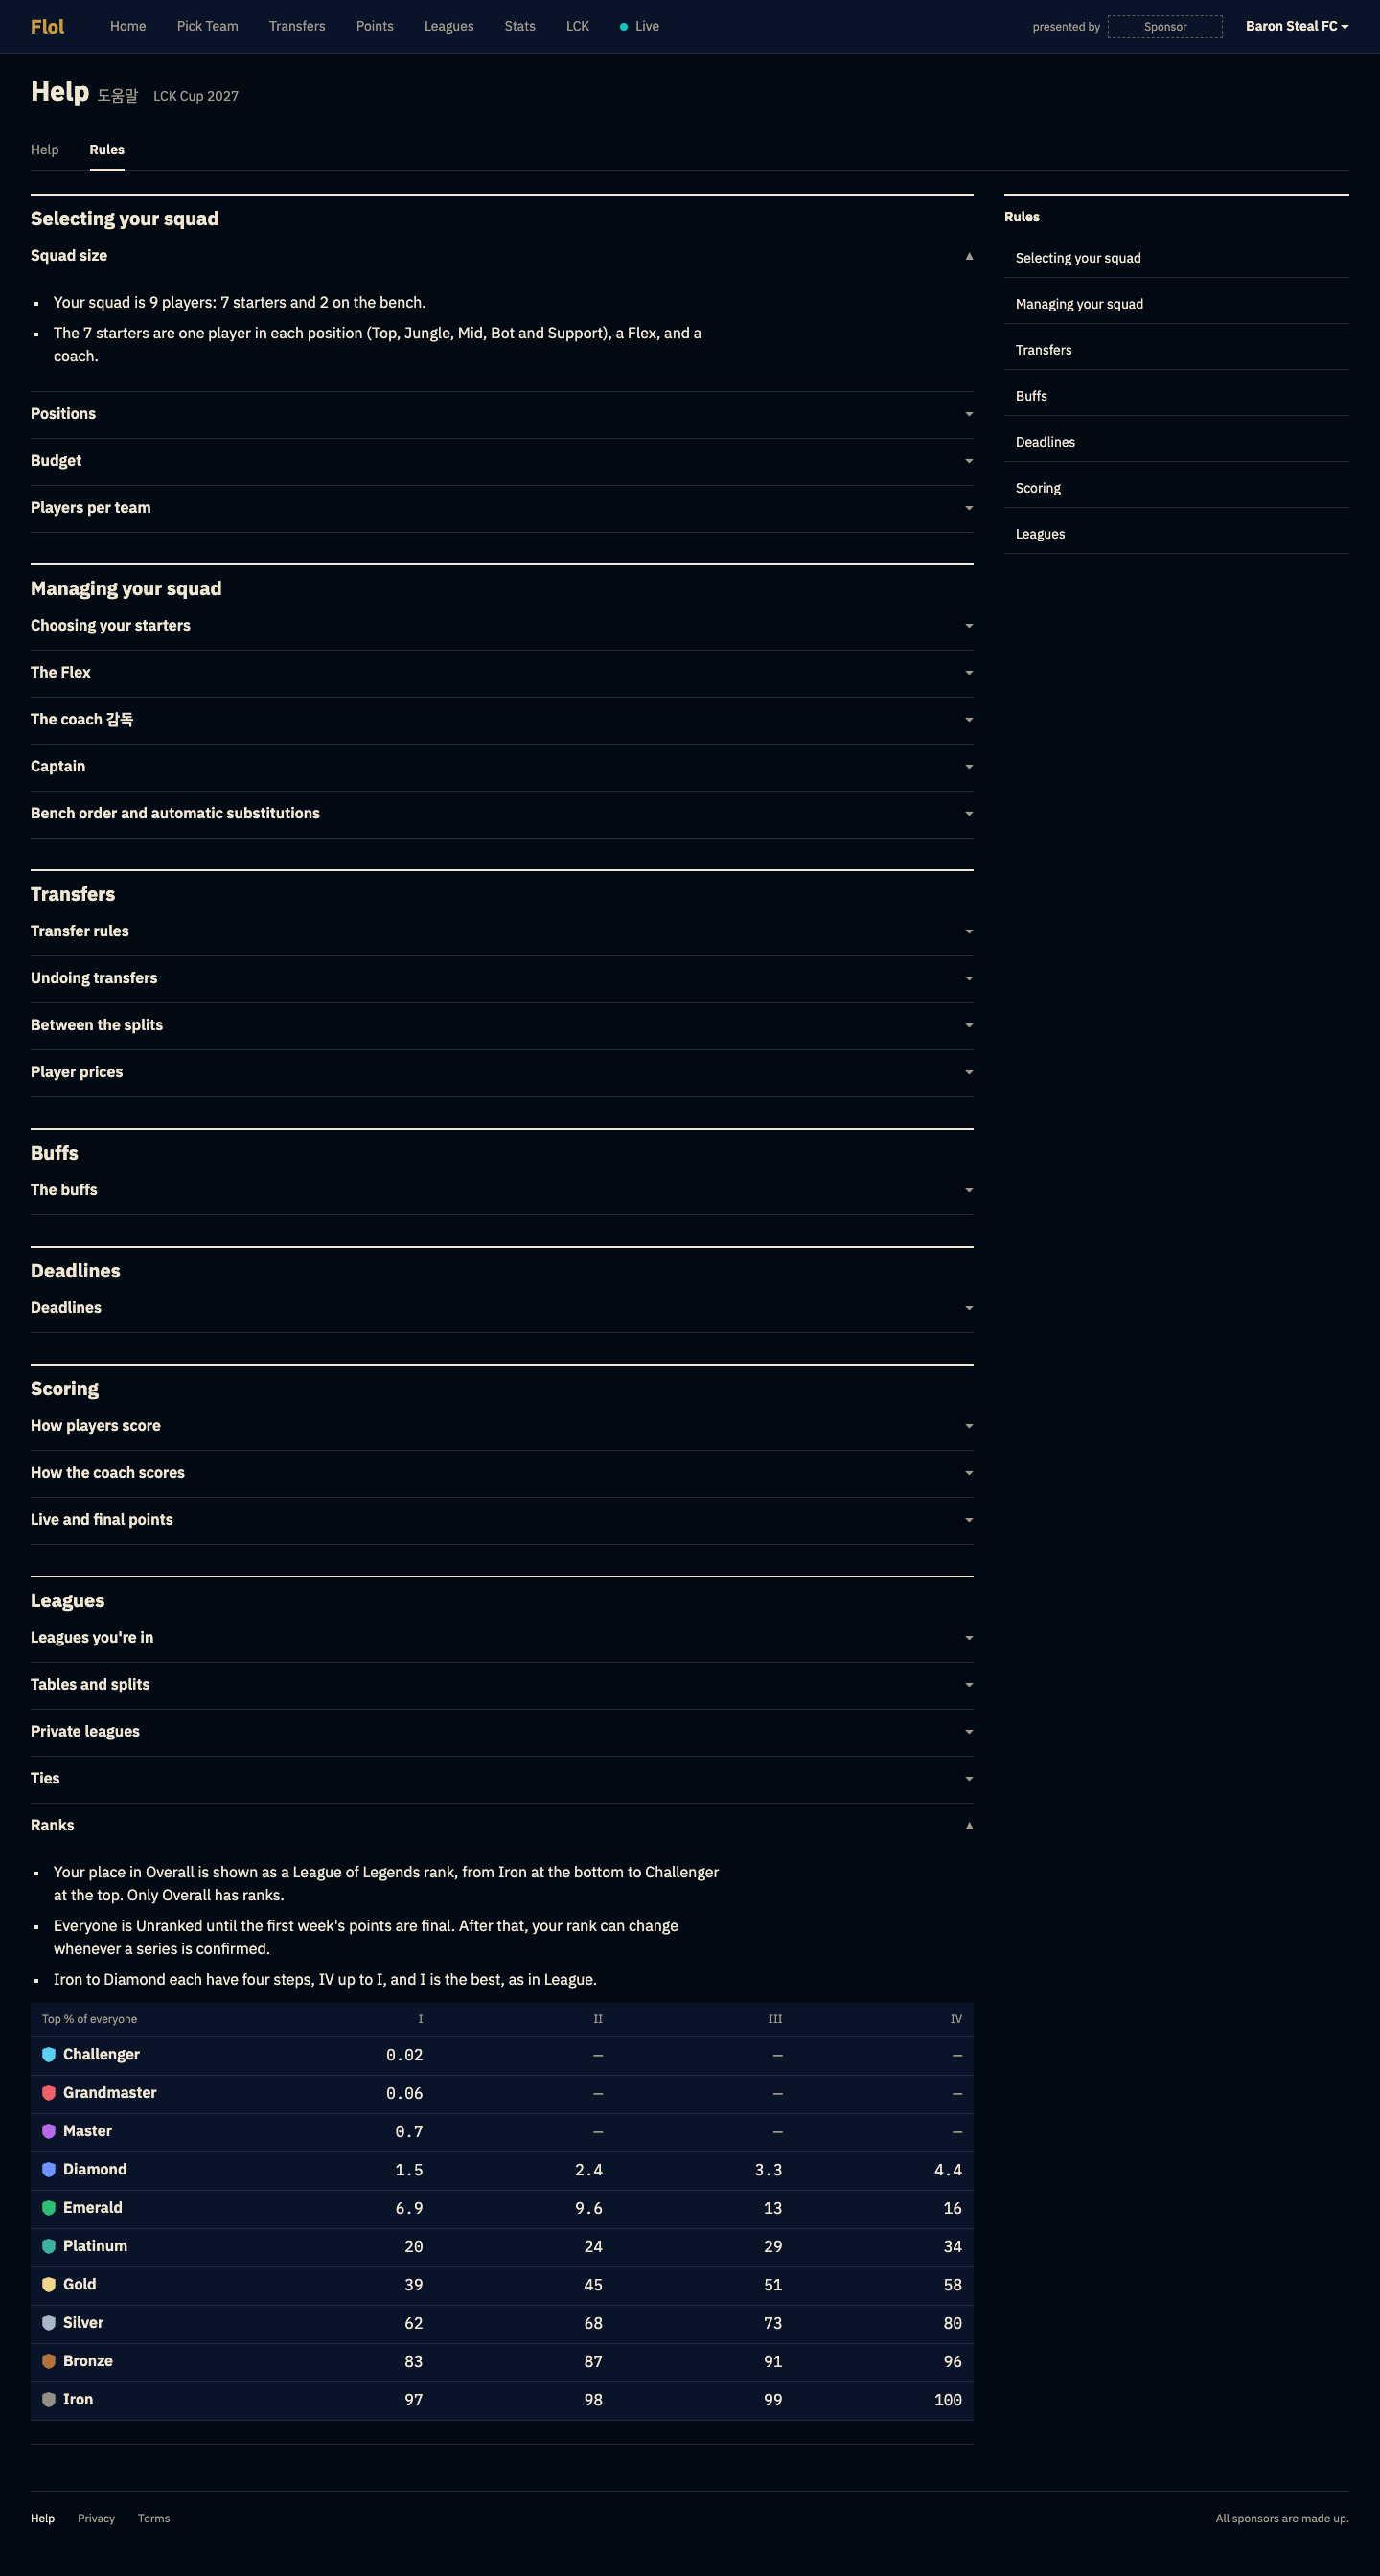 Flol Home Pick Team Transfers Points Leagues Stats LCK Live presented by Sponsor Baron Steal FC
Help 도움말 LCK Cup 2027
Help Rules
Selecting your squad
Squad size
Your squad is 9 players: 7 starters and 2 on the bench.
The 7 starters are one player in each position (Top, Jungle, Mid, Bot and Support), a Flex, and a
coach.
Positions
Budget
Players per team
Managing your squad
Choosing your starters
The Flex
The coach 감독
Captain
Bench order and automatic substitutions
Transfers
Transfer rules
Undoing transfers
Between the splits
Player prices
Buffs
The buffs
Deadlines
Deadlines
Scoring
How players score
How the coach scores
Live and final points
Leagues
Leagues you're in
Tables and splits
Private leagues
Ties
Ranks
Your place in Overall is shown as a League of Legends rank, from Iron at the bottom to Challenger
at the top. Only Overall has ranks.
Everyone is Unranked until the first week's points are final. After that, your rank can change
whenever a series is confirmed.
Iron to Diamond each have four steps, IV up to I, and I is the best, as in League.
Top % of everyone I II III IV
Challenger 0.02 — — —
Grandmaster 0.06 — — —
Master 0.7 — — —
Diamond 1.5 2.4 3.3 4.4
Emerald 6.9 9.6 13 16
Platinum 20 24 29 34
Gold 39 45 51 58
Silver 62 68 73 80
Bronze 83 87 91 96
Iron 97 98 99 100
Rules
Selecting your squad
Managing your squad
Transfers
Buffs
Deadlines
Scoring
Leagues
Help Privacy Terms All sponsors are made up.